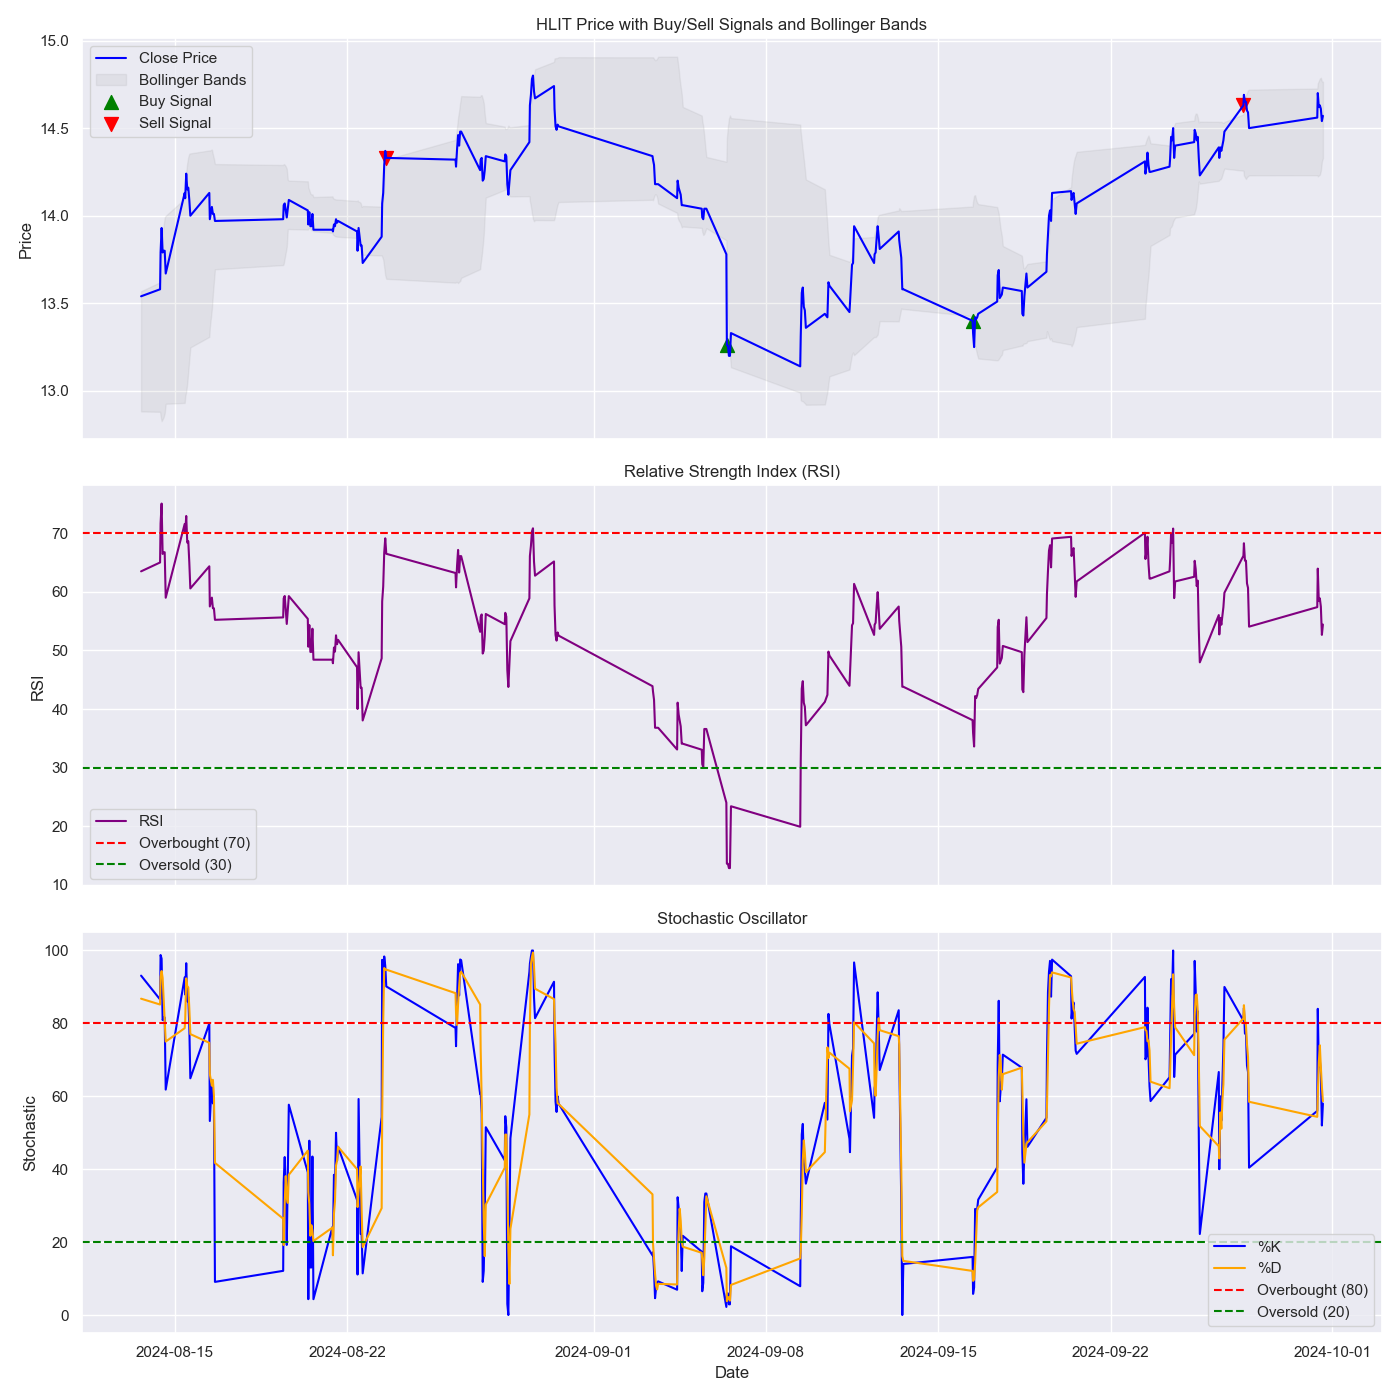 HLIT Price with Buy/Sell Signals and Bollinger Bands
15.0
14.5
14.0
13.5
13.0
Price
Close Price
Bollinger Bands
Buy Signal
Sell Signal
Relative Strength Index (RSI)
70
60
50
40
30
20
10
RSI
RSI
Overbought (70)
Oversold (30)
Stochastic Oscillator
100
80
60
40
20
0
Stochastic
%K
%D
Overbought (80)
Oversold (20)
2024-08-15
2024-08-22
2024-09-01
2024-09-08
2024-09-15
2024-09-22
2024-10-01
Date